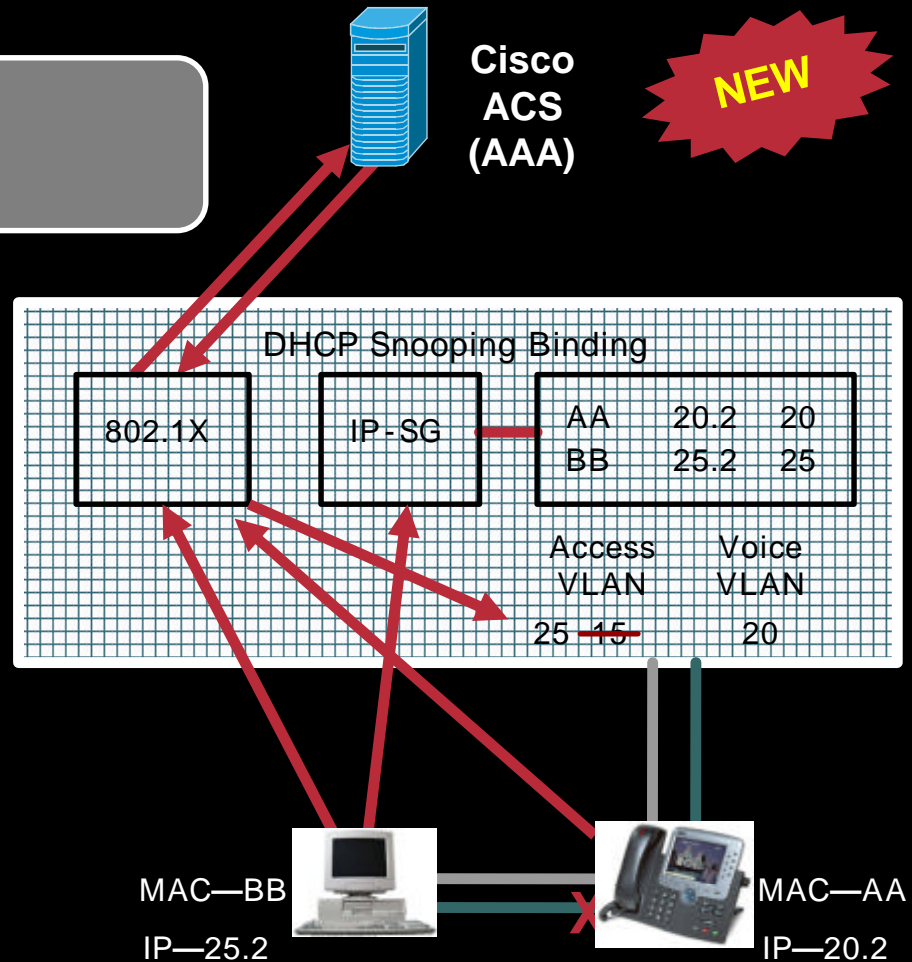 Cisco
ACS
(AAA)
NEW
DHCP Snooping Binding
802.1X
IP-SG
AA 20.2 20
BB 25.2 25
Access VLAN
Voice VLAN
25 15
20
MAC—BB
IP—25.2
MAC—AA
IP—20.2